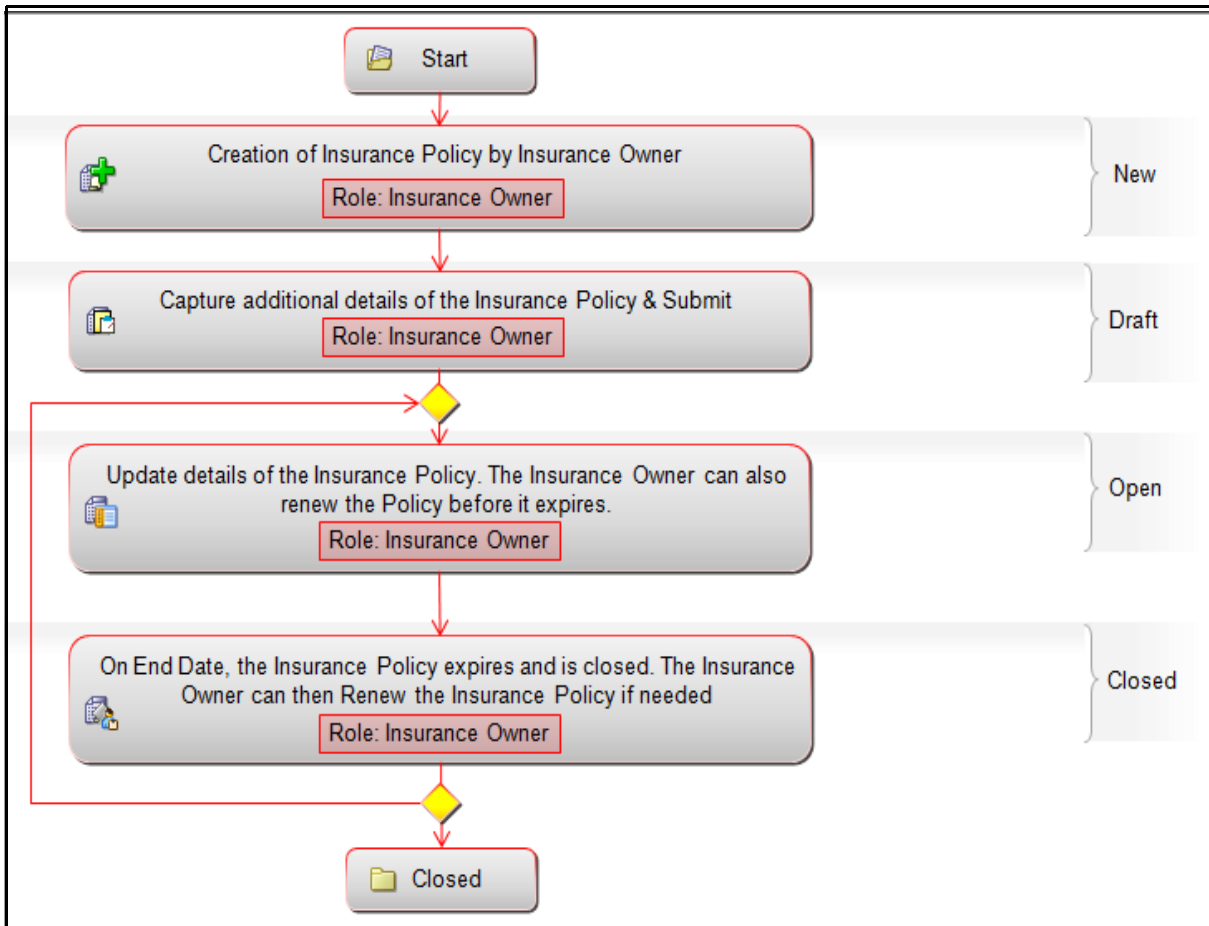 Start
Creation of Insurance Policy by Insurance Owner
Role: Insurance Owner
New
Capture additional details of the Insurance Policy & Submit
Role: Insurance Owner
Draft
Update details of the Insurance Policy. The Insurance Owner can also
renew the Policy before it expires.
Role: Insurance Owner
Open
On End Date, the Insurance Policy expires and is closed. The Insurance
Owner can then Renew the Insurance Policy if needed
Role: Insurance Owner
Closed
Closed